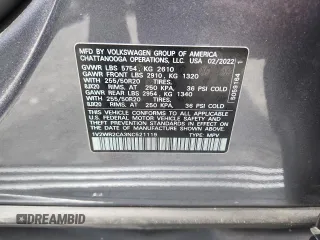 MFD BY VOLKSWAGEN GROUP OF AMERICA
CHATTANOOGA OPERATIONS, LLC. USA 02/2022
GVWR LBS 5754 , KG 2610
GAWR FRONT LBS 2910 , KG 1320
WITH 255/50R20 TIRES,
8JX20 RIMS, AT 250 KPA, 36 PSI COLD
GAWR REAR LBS 2954 , KG 1340
WITH 255/50R20 TIRES,
8JX20 RIMS, AT 250 KPA, 36 PSI COLD
THIS VEHICLE CONFORMS TO ALL APPLICABLE
FEDERAL MOTOR VEHICLE SAFETY, BUMPER, AND
THEFT PREVENTION STANDARDS IN EFFECT ON
THE DATE OF MANUFACTURE SHOWN ABOVE.
1V2WR2CA3NC521119 TYPE: MPV
DREAMBID